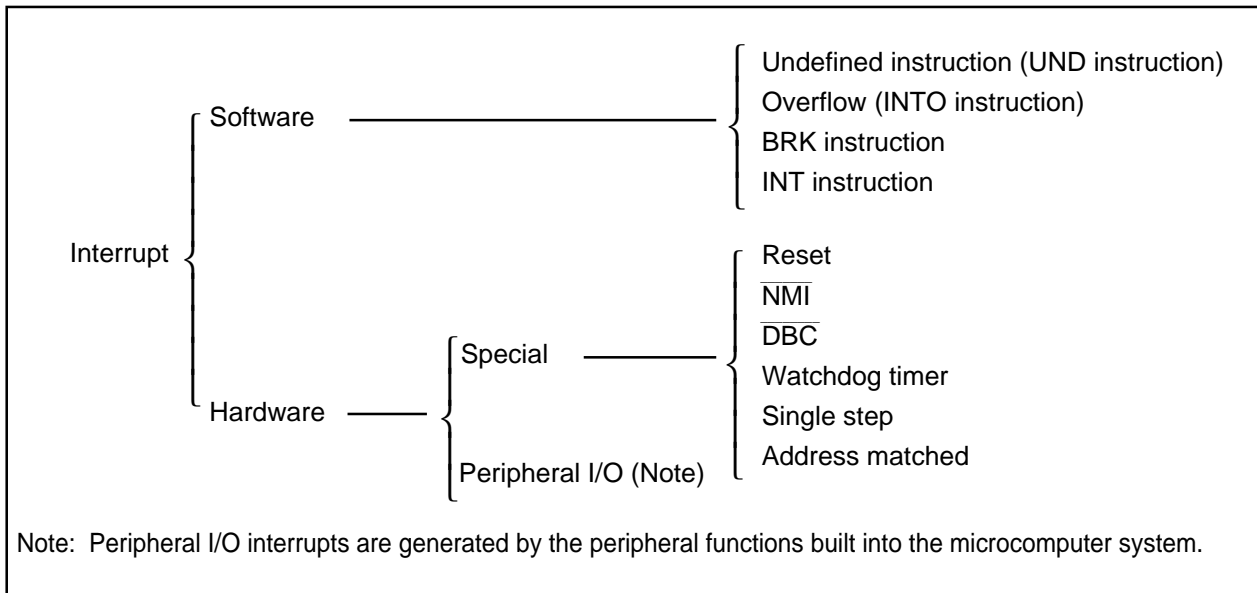 Interrupt
Software
Undefined instruction (UND instruction)
Overflow (INTO instruction)
BRK instruction
INT instruction
Hardware
Special
Reset
N̅M̅I̅
D̅B̅C̅
Watchdog timer
Single step
Address matched
Peripheral I/O (Note)
Note: Peripheral I/O interrupts are generated by the peripheral functions built into the microcomputer system.